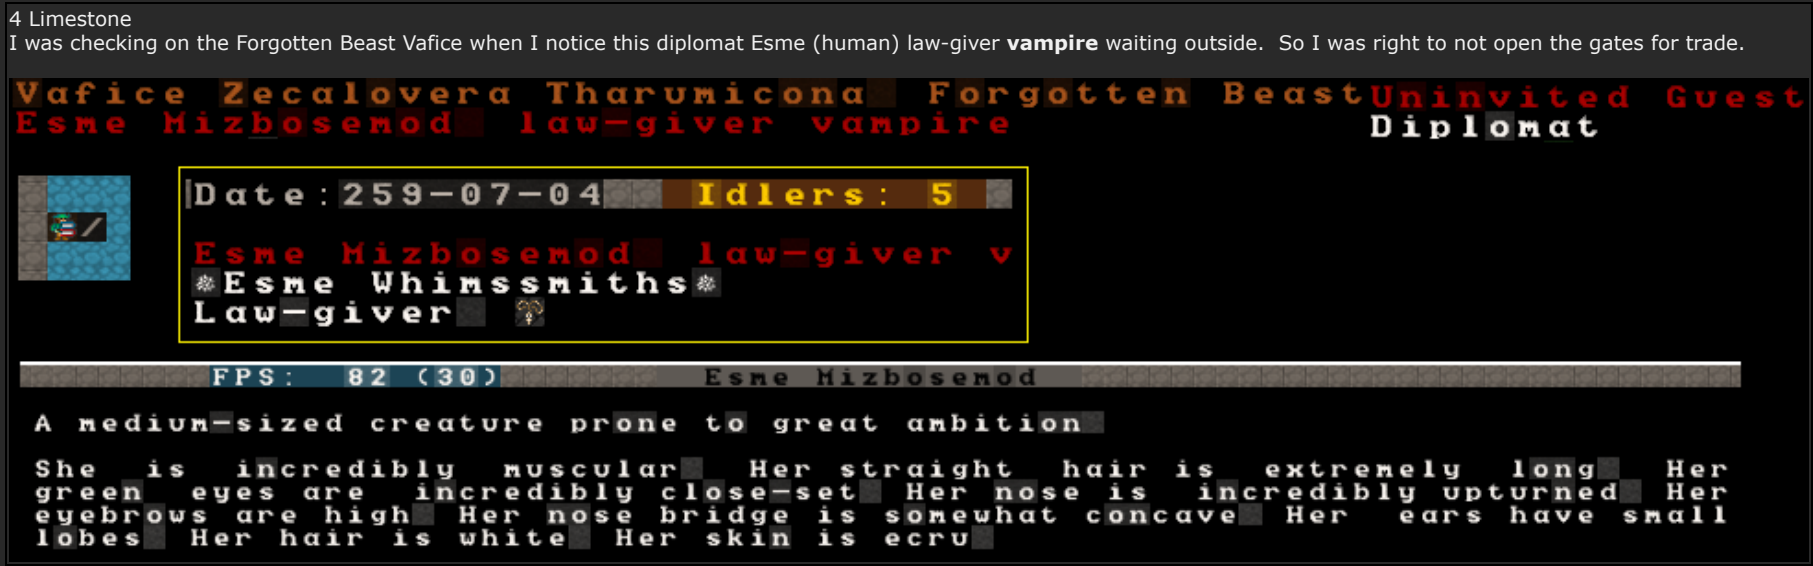 4 Limestone
I was checking on the Forgotten Beast Vafice when I notice this diplomat Esme (human) law-giver vampire waiting outside.  So I was right to not open the gates for trade.
Vafice Zecalovera Tharumicona Forgotten Beast Uninvited Guest
Esme Mizbosemod law-giver vampire Diplomat
Date:259-07-04 Idlers: 5
Esme Mizbosemod law-giver v
*Esme Whimssmiths*
Law-giver
FPS: 82 (30) Esme Mizbosemod
A medium-sized creature prone to great ambition
She is incredibly muscular Her straight hair is extremely long Her
green eyes are incredibly close-set Her nose is incredibly upturned Her
eyebrows are high Her nose bridge is somewhat concave Her ears have small
lobes Her hair is white Her skin is ecru